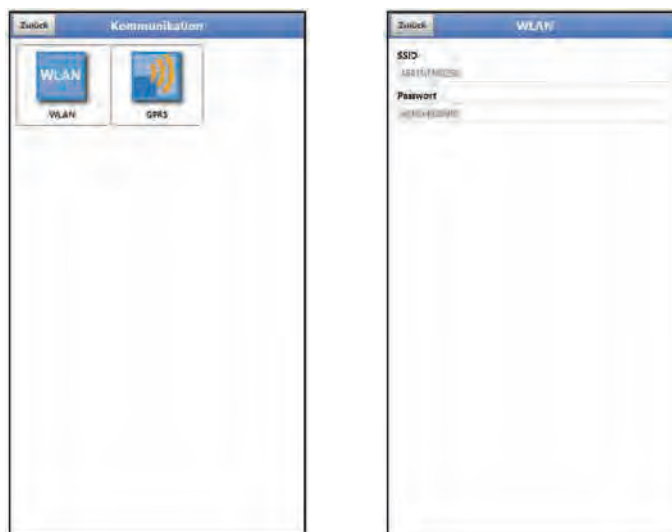 Zurück Kommunikation
WLAN
WLAN GPRS
Zurück WLAN
SSID
Passwort